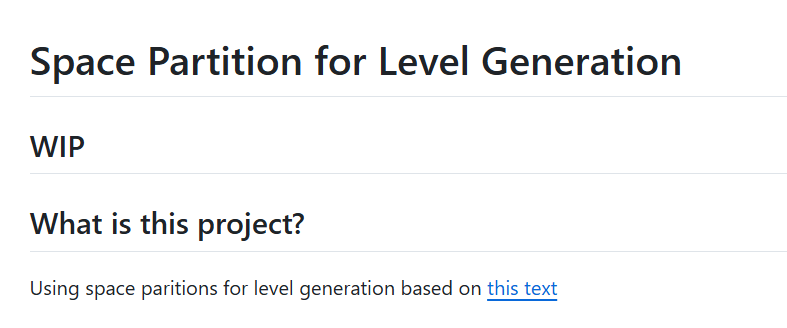 Space Partition for Level Generation
WIP
What is this project?
Using space paritions for level generation based on this text